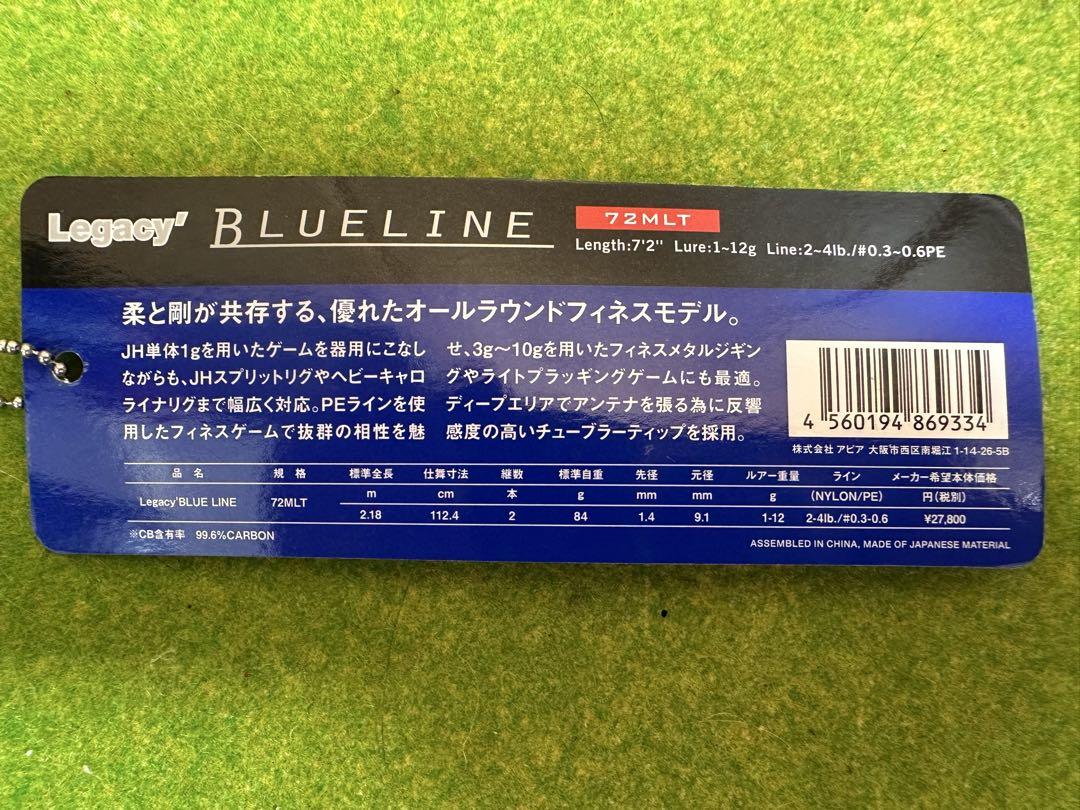 Legacy' BLUELINE 72MLT
Length:7'2" Lure:1~12g Line:2~4lb./#0.3~0.6PE
柔と剛が共存する、優れたオールラウンドフィネスモデル。
JH単体1gを用いたゲームを器用にこなし
ながらも、JHスプリットリグやヘビーキャロ
ライナリグまで幅広く対応。PEラインを使
用したフィネスゲームで抜群の相性を魅
せ、3g〜10gを用いたフィネスメタルジギン
グやライトプラッギングゲームにも最適。
ディープエリアでアンテナを張る為に反響
感度の高いチューブラーティップを採用。
4 560194 869334
株式会社 アピア 大阪市西区南堀江 1-14-26-5B
品 名 規 格 標準全長 仕舞寸法 継数 標準自重 先径 元径 ルアー重量 ライン メーカー希望本体価格
m cm 本 g mm mm g (NYLON/PE) 円(税別)
Legacy'BLUE LINE 72MLT 2.18 112.4 2 84 1.4 9.1 1-12 2-4lb./#0.3-0.6 ¥27,800
※CB含有率 99.6%CARBON
ASSEMBLED IN CHINA, MADE OF JAPANESE MATERIAL